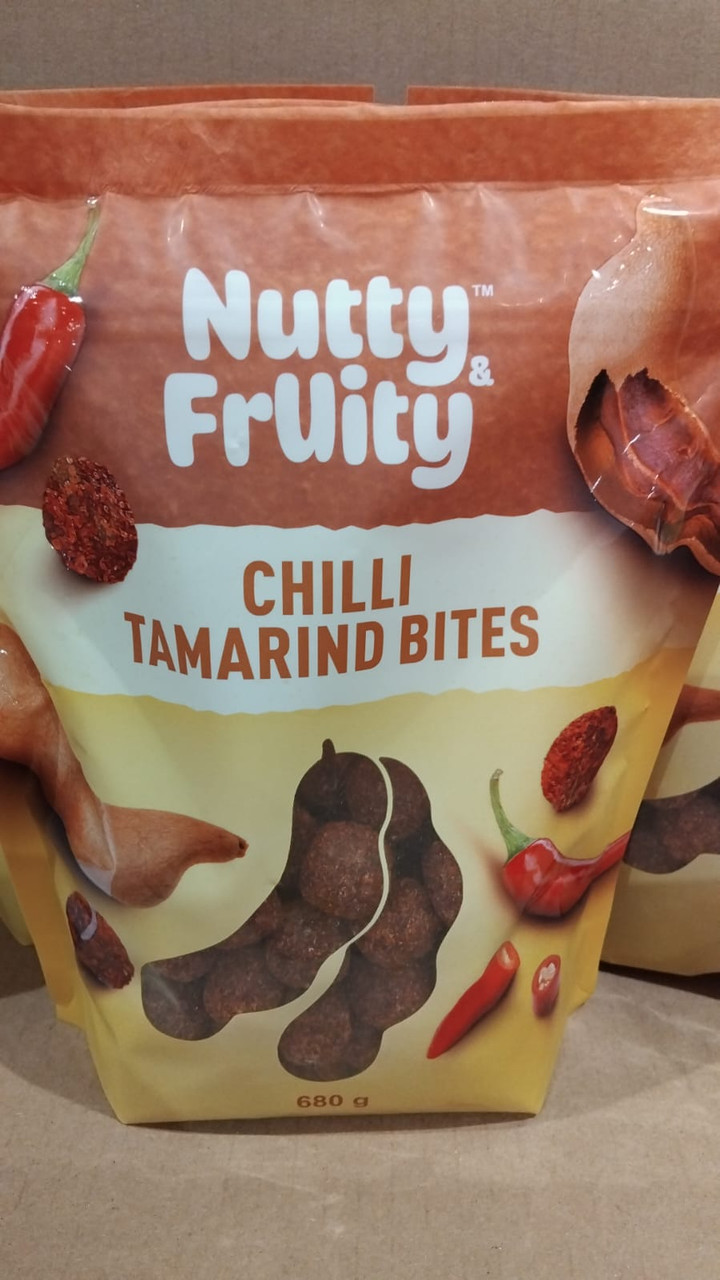 Nutty™
&
Fruity
CHILLI
TAMARIND BITES
680 g